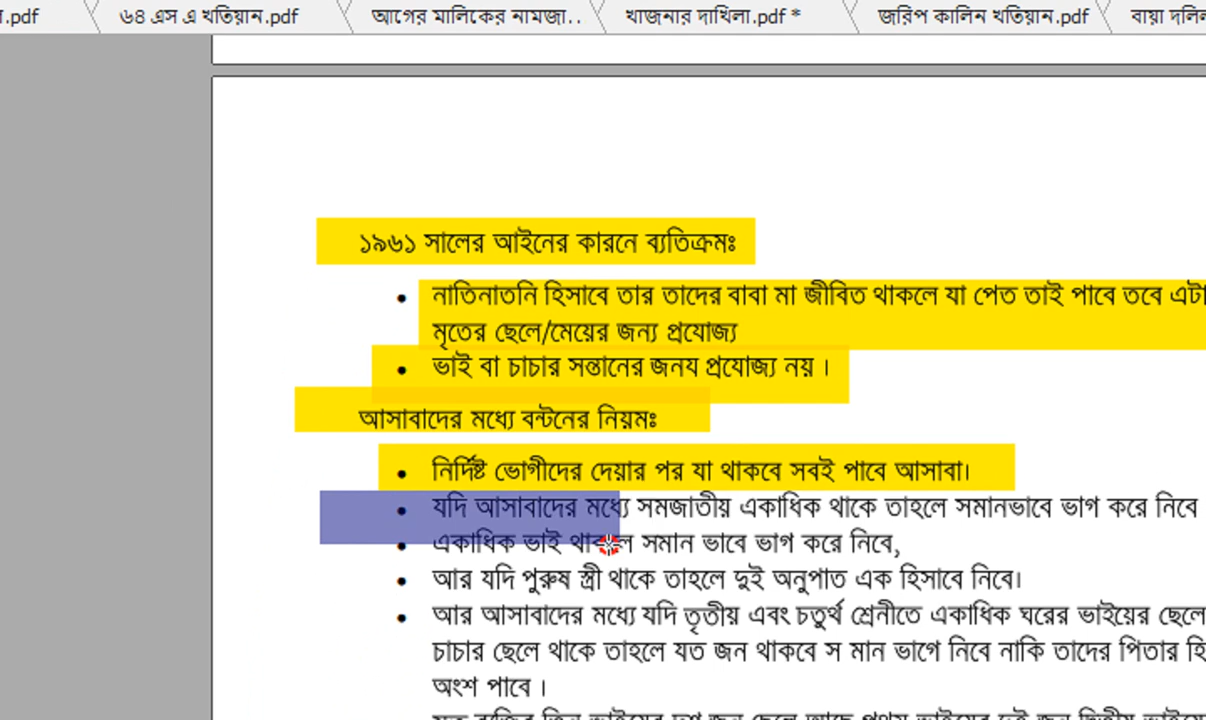 .pdf ৬৪ এস এ খতিয়ান.pdf আগের মালিকের নামজা.. খাজনার দাখিলা.pdf * জরিপ কালিন খতিয়ান.pdf বায়া দলিল
১৯৬১ সালের আইনের কারনে ব্যতিক্রমঃ
• নাতিনাতনি হিসাবে তার তাদের বাবা মা জীবিত থাকলে যা পেত তাই পাবে তবে এটা
মৃতের ছেলে/মেয়ের জন্য প্রযোজ্য
• ভাই বা চাচার সন্তানের জনয প্রযোজ্য নয় ।
আসাবাদের মধ্যে বন্টনের নিয়মঃ
• নির্দিষ্ট ভোগীদের দেয়ার পর যা থাকবে সবই পাবে আসাবা।
• যদি আসাবাদের মধ্যে সমজাতীয় একাধিক থাকে তাহলে সমানভাবে ভাগ করে নিবে
• একাধিক ভাই থাকলে সমান ভাবে ভাগ করে নিবে,
• আর যদি পুরুষ স্ত্রী থাকে তাহলে দুই অনুপাত এক হিসাবে নিবে।
• আর আসাবাদের মধ্যে যদি তৃতীয় এবং চতুর্থ শ্রেনীতে একাধিক ঘরের ভাইয়ের ছেলে
চাচার ছেলে থাকে তাহলে যত জন থাকবে স মান ভাগে নিবে নাকি তাদের পিতার হি
অংশ পাবে ।